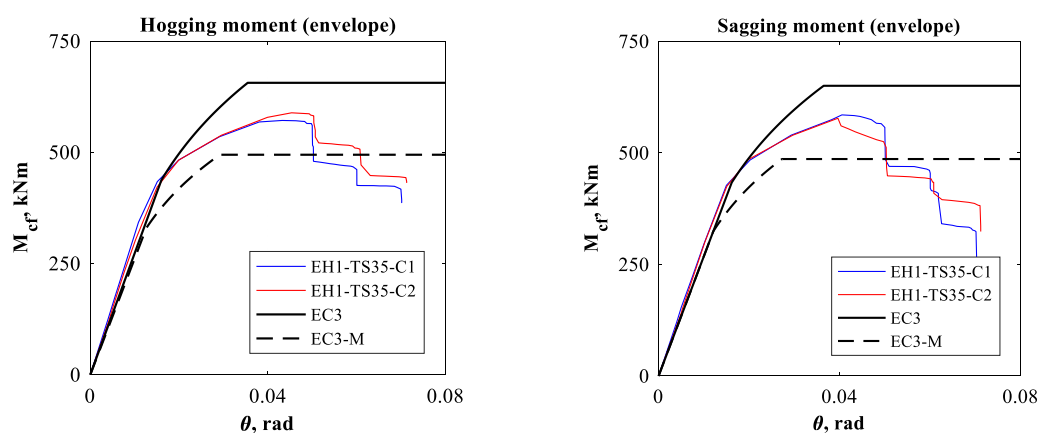 Hogging moment (envelope)
750
500
250
0
M_cf, kNm
0
0.04
0.08
θ, rad
EH1-TS35-C1
EH1-TS35-C2
EC3
EC3-M
Sagging moment (envelope)
750
500
250
0
M_cf, kNm
0
0.04
0.08
θ, rad
EH1-TS35-C1
EH1-TS35-C2
EC3
EC3-M